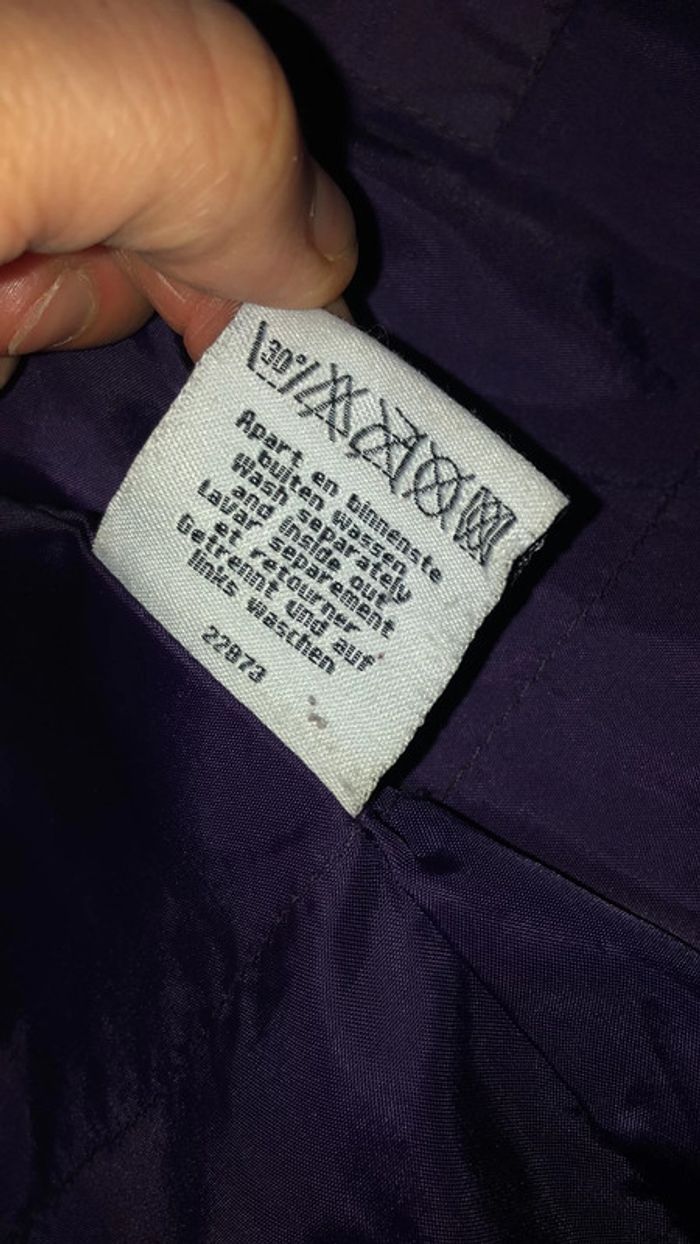 30°
Apart en binnenste
buiten wassen,
Wash separately
and inside out,
Lavar separement
et retourner
Getrennt und auf
links waschen
22973